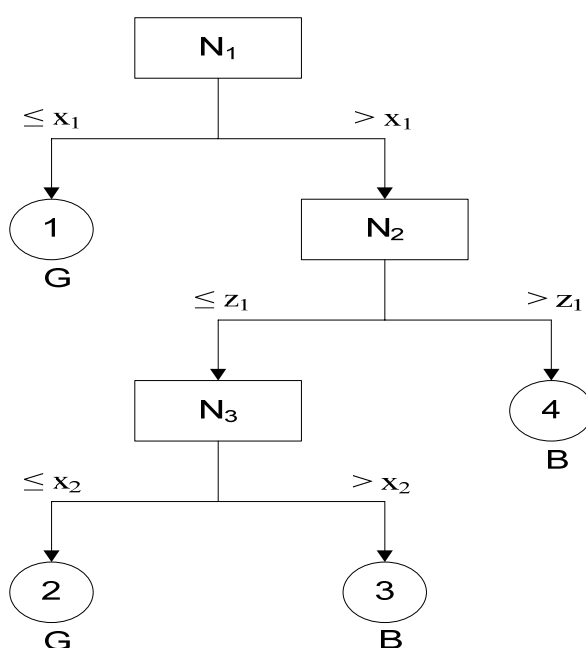 N₁
≤ x₁
> x₁
1
G
N₂
≤ z₁
> z₁
N₃
4
B
≤ x₂
> x₂
2
G
3
B